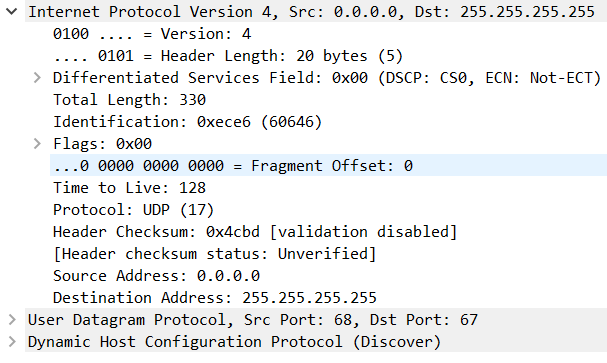 Internet Protocol Version 4, Src: 0.0.0.0, Dst: 255.255.255.255
0100 .... = Version: 4
.... 0101 = Header Length: 20 bytes (5)
Differentiated Services Field: 0x00 (DSCP: CS0, ECN: Not-ECT)
Total Length: 330
Identification: 0xece6 (60646)
Flags: 0x00
...0 0000 0000 0000 = Fragment Offset: 0
Time to Live: 128
Protocol: UDP (17)
Header Checksum: 0x4cbd [validation disabled]
[Header checksum status: Unverified]
Source Address: 0.0.0.0
Destination Address: 255.255.255.255
User Datagram Protocol, Src Port: 68, Dst Port: 67
Dynamic Host Configuration Protocol (Discover)